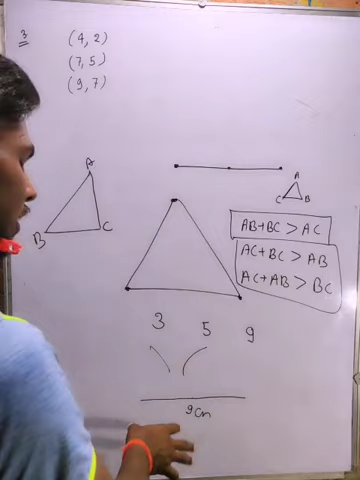 3
(4, 2)
(7, 5)
(9, 7)
A
B
C
A
C
B
AB+BC > AC
AC+BC > AB
AC+AB > BC
3 5 9
9cm